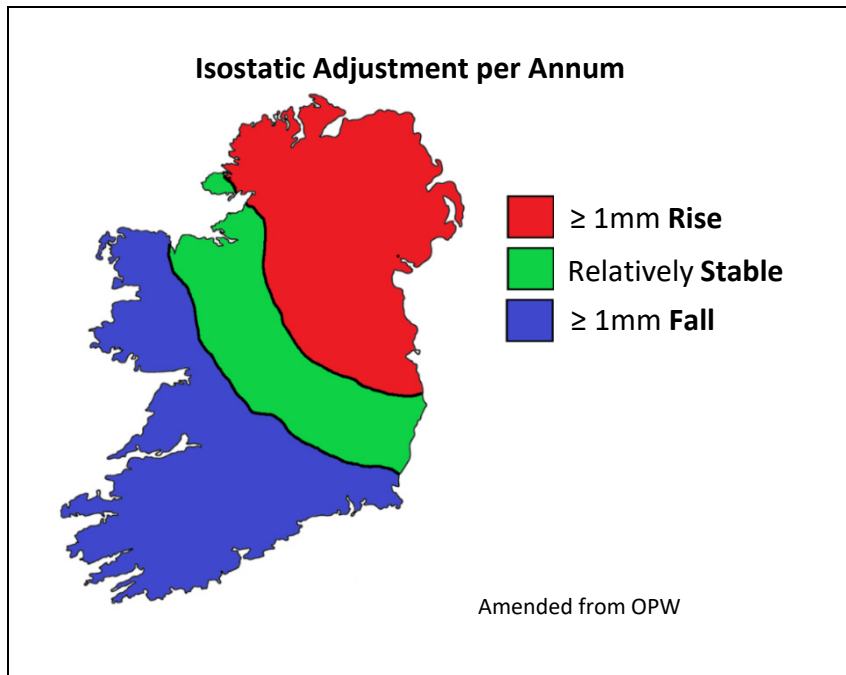 Isostatic Adjustment per Annum
≥ 1mm Rise
Relatively Stable
≥ 1mm Fall
Amended from OPW